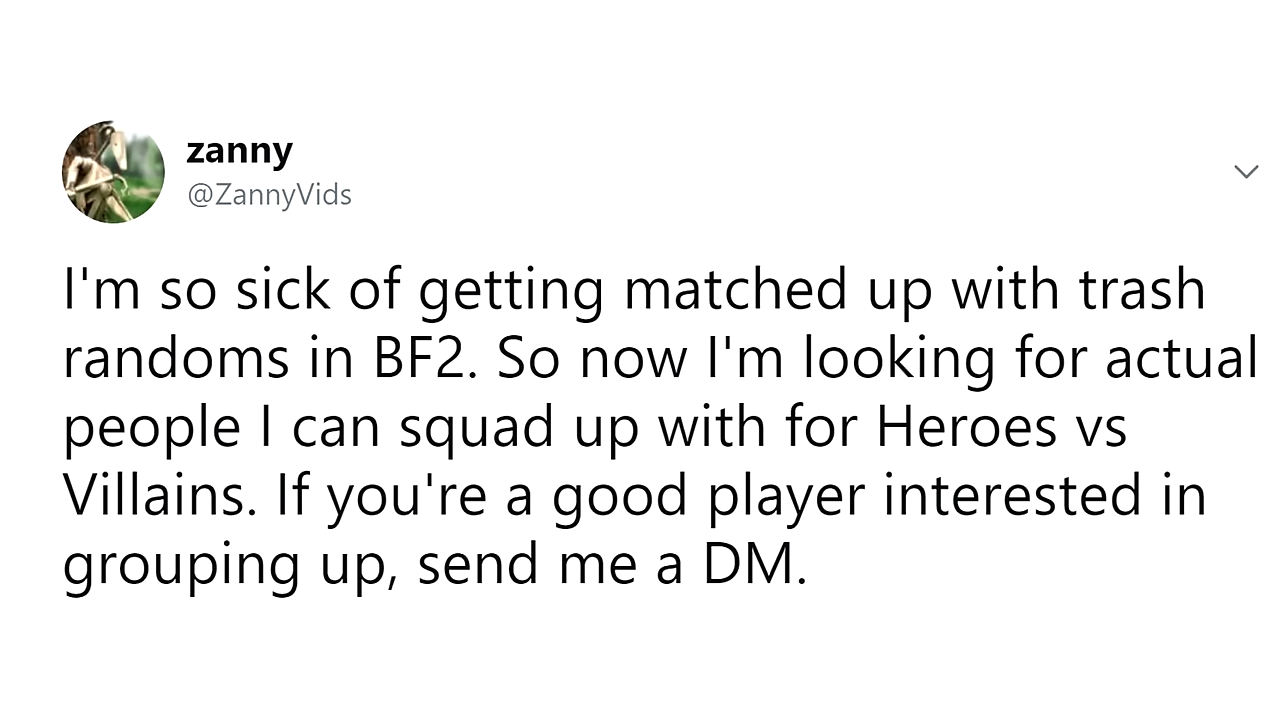 zanny
@ZannyVids
I'm so sick of getting matched up with trash
randoms in BF2. So now I'm looking for actual
people I can squad up with for Heroes vs
Villains. If you're a good player interested in
grouping up, send me a DM.